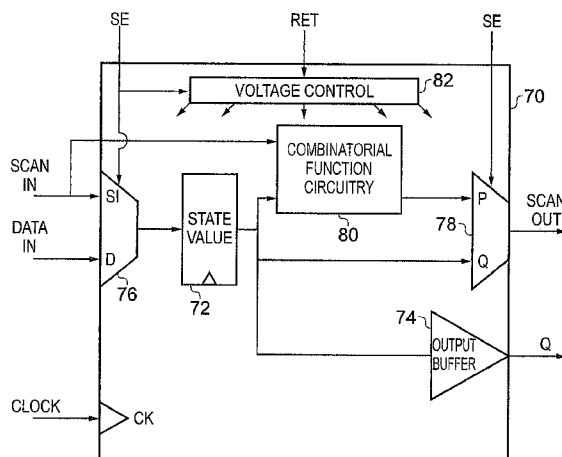 SE
RET
SE
VOLTAGE CONTROL
82
70
SCAN
IN
SI
COMBINATORIAL
FUNCTION
CIRCUITRY
80
P
78
Q
SCAN
OUT
DATA
IN
D
76
STATE
VALUE
72
74
OUTPUT
BUFFER
Q
CLOCK
CK